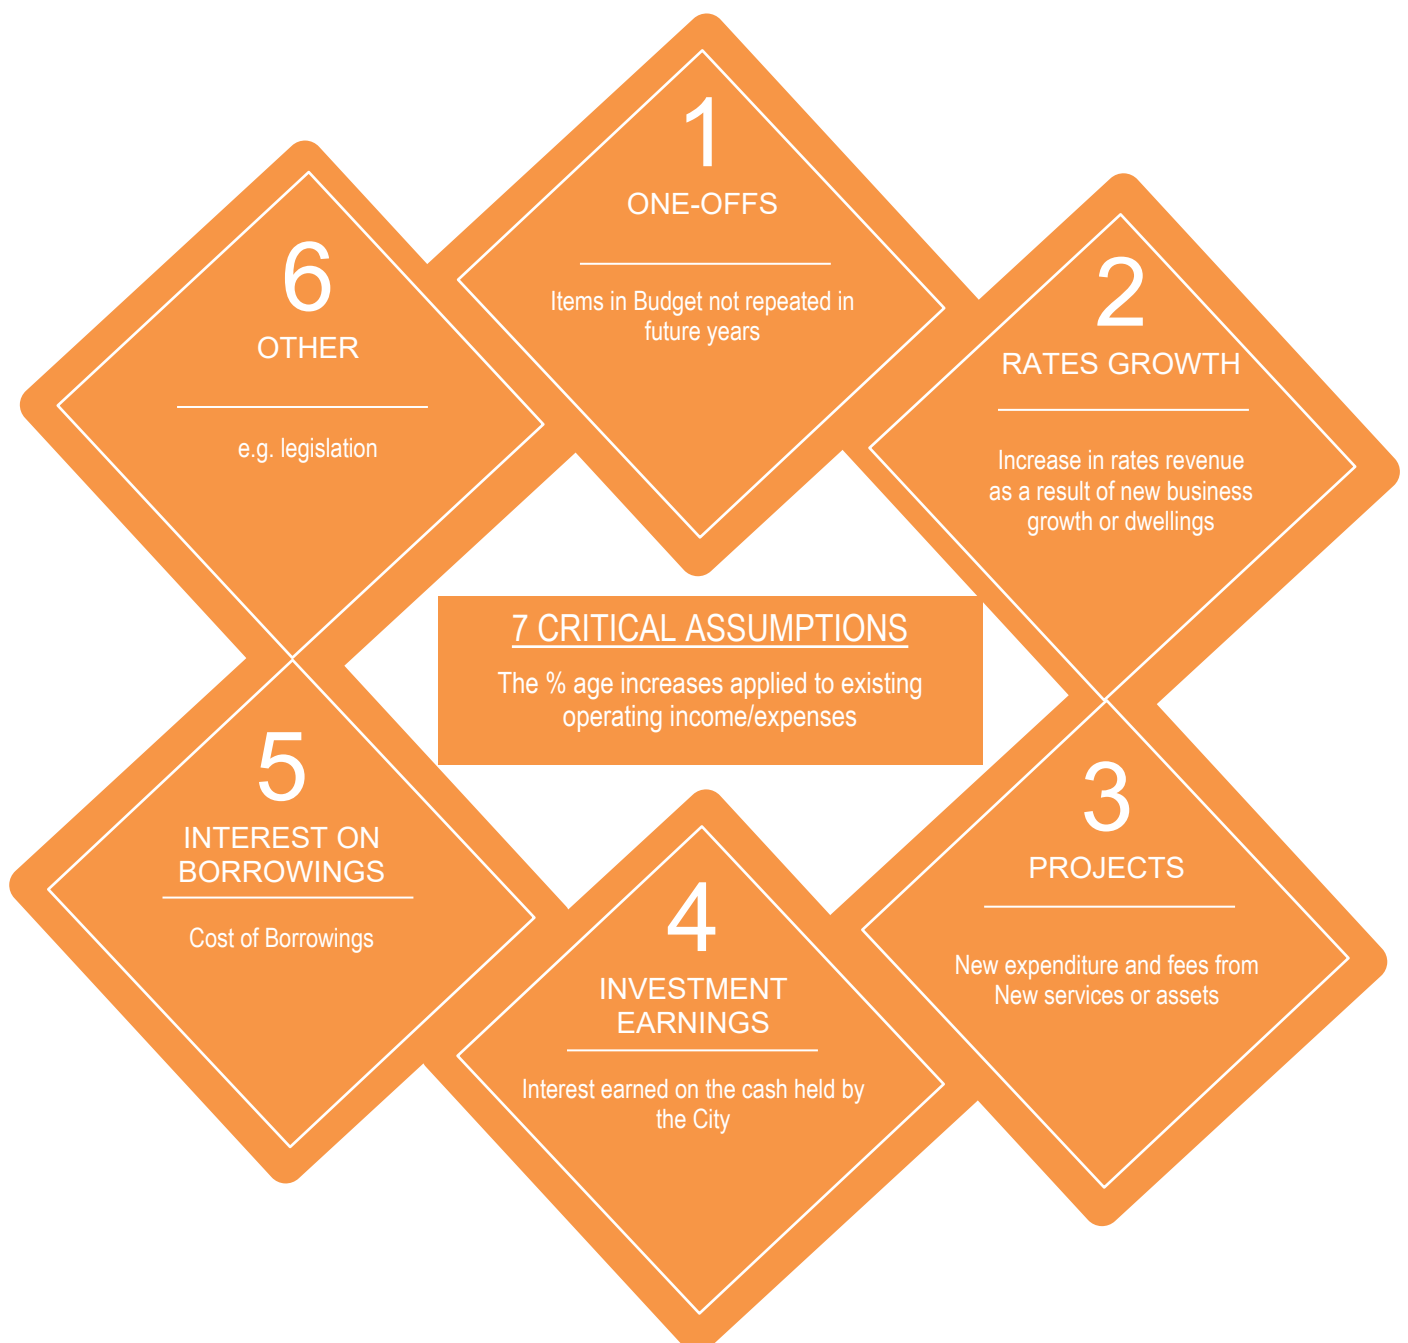 1
ONE-OFFS
Items in Budget not repeated in
future years
2
RATES GROWTH
Increase in rates revenue
as a result of new business
growth or dwellings
3
PROJECTS
New expenditure and fees from
New services or assets
4
INVESTMENT
EARNINGS
Interest earned on the cash held by
the City
5
INTEREST ON
BORROWINGS
Cost of Borrowings
6
OTHER
e.g. legislation
7 CRITICAL ASSUMPTIONS
The % age increases applied to existing
operating income/expenses